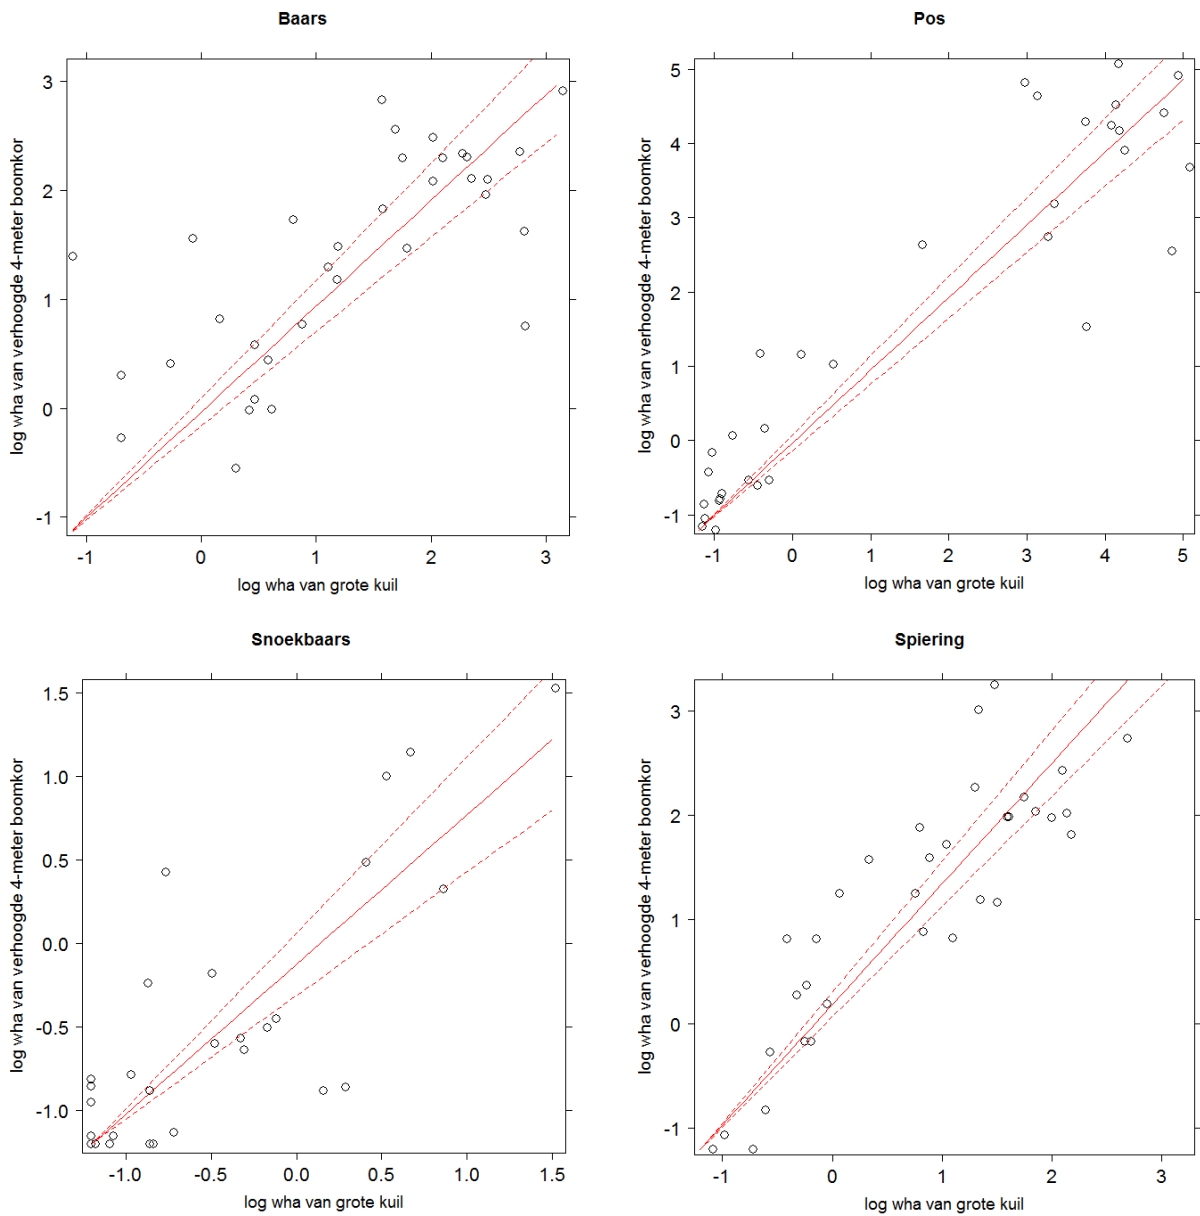 Baars
3
2
1
0
-1
log wha van verhoogde 4-meter boomkor
-1 0 1 2 3
log wha van grote kuil
Pos
5
4
3
2
1
0
-1
log wha van verhoogde 4-meter boomkor
-1 0 1 2 3 4 5
log wha van grote kuil
Snoekbaars
1.5
1.0
0.5
0.0
-0.5
-1.0
log wha van verhoogde 4-meter boomkor
-1.0 -0.5 0.0 0.5 1.0 1.5
log wha van grote kuil
Spiering
3
2
1
0
-1
log wha van verhoogde 4-meter boomkor
-1 0 1 2 3
log wha van grote kuil